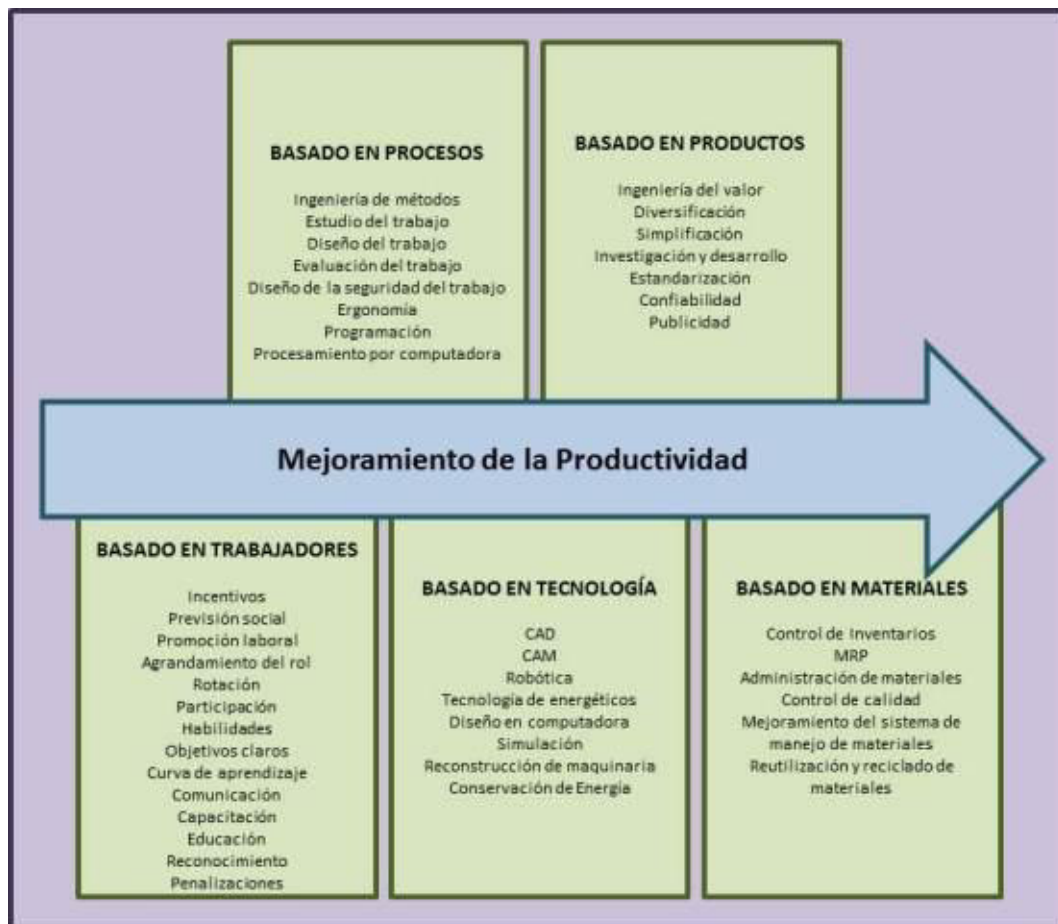 BASADO EN PROCESOS
Ingeniería de métodos
Estudio del trabajo
Diseño del trabajo
Evaluación del trabajo
Diseño de la seguridad del trabajo
Ergonomía
Programación
Procesamiento por computadora
BASADO EN PRODUCTOS
Ingeniería del valor
Diversificación
Simplificación
Investigación y desarrollo
Estandarización
Confiabilidad
Publicidad
Mejoramiento de la Productividad
BASADO EN TRABAJADORES
Incentivos
Previsión social
Promoción laboral
Agrandamiento del rol
Rotación
Participación
Habilidades
Objetivos claros
Curva de aprendizaje
Comunicación
Capacitación
Educación
Reconocimiento
Penalizaciones
BASADO EN TECNOLOGÍA
CAD
CAM
Robótica
Tecnología de energéticos
Diseño en computadora
Simulación
Reconstrucción de maquinaria
Conservación de Energía
BASADO EN MATERIALES
Control de Inventarios
MRP
Administración de materiales
Control de calidad
Mejoramiento del sistema de
manejo de materiales
Reutilización y reciclado de
materiales